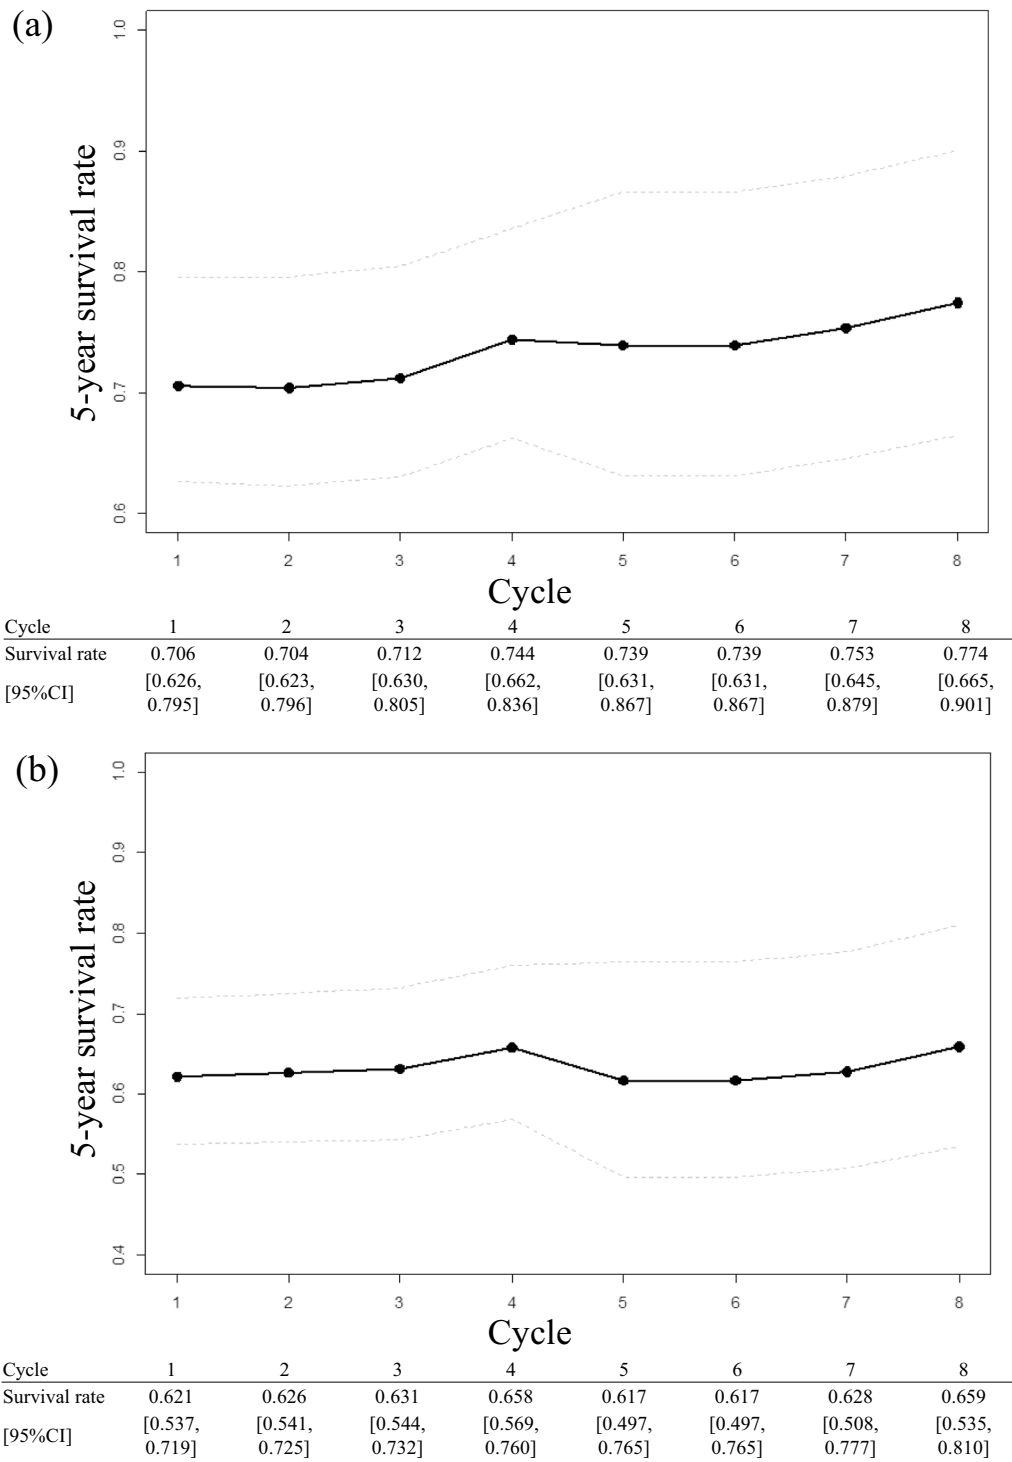 (a)
5-year survival rate
1.0
0.9
0.8
0.7
0.6
1 2 3 4 5 6 7 8
Cycle
Cycle 1 2 3 4 5 6 7 8
Survival rate 0.706 0.704 0.712 0.744 0.739 0.739 0.753 0.774
[95%CI] [0.626, [0.623, [0.630, [0.662, [0.631, [0.631, [0.645, [0.665,
0.795] 0.796] 0.805] 0.836] 0.867] 0.867] 0.879] 0.901]
(b)
5-year survival rate
1.0
0.9
0.8
0.7
0.6
0.5
0.4
1 2 3 4 5 6 7 8
Cycle
Cycle 1 2 3 4 5 6 7 8
Survival rate 0.621 0.626 0.631 0.658 0.617 0.617 0.628 0.659
[95%CI] [0.537, [0.541, [0.544, [0.569, [0.497, [0.497, [0.508, [0.535,
0.719] 0.725] 0.732] 0.760] 0.765] 0.765] 0.777] 0.810]